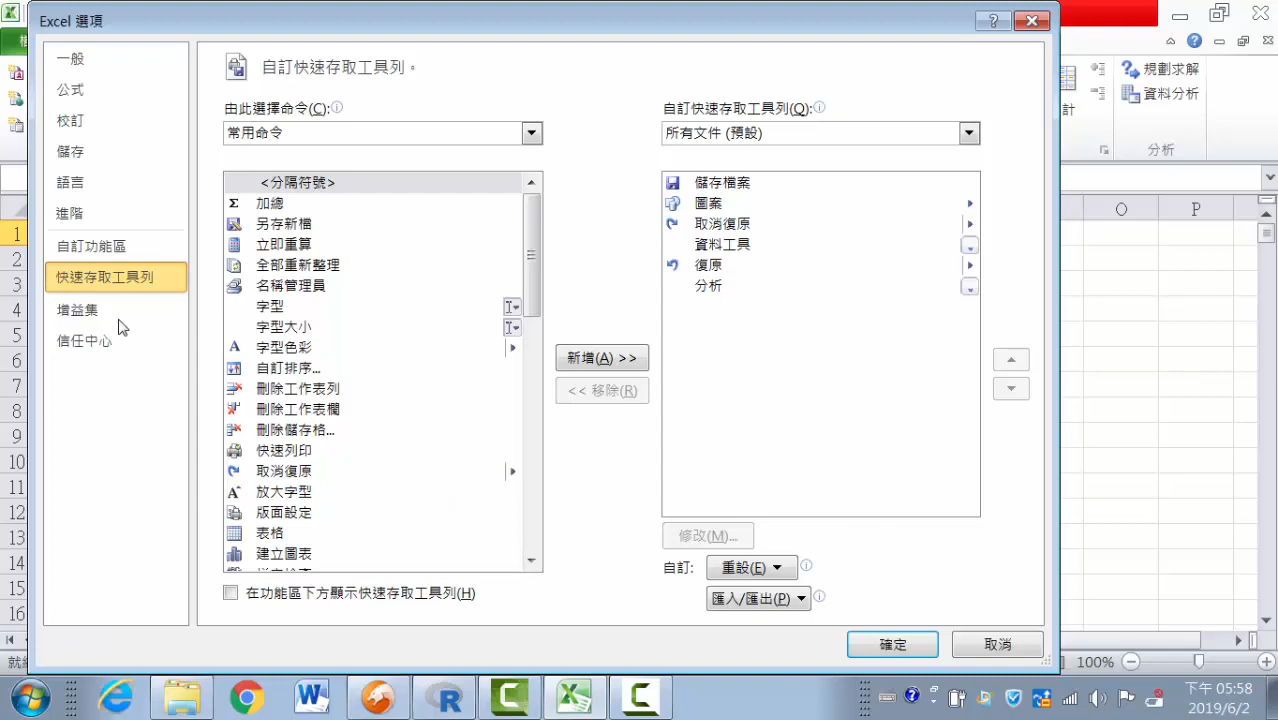 Excel 選項
一般
公式
校訂
儲存
語言
進階
自訂功能區
快速存取工具列
增益集
信任中心
自訂快速存取工具列。
由此選擇命令(C):
常用命令
<分隔符號>
加總
另存新檔
立即重算
全部重新整理
名稱管理員
字型
字型大小
字型色彩
自訂排序...
刪除工作表列
刪除工作表欄
刪除儲存格...
快速列印
取消復原
放大字型
版面設定
表格
建立圖表
在功能區下方顯示快速存取工具列(H)
新增(A) >>
<< 移除(R)
自訂快速存取工具列(Q):
所有文件 (預設)
儲存檔案
圖案
取消復原
資料工具
復原
分析
修改(M)...
自訂:
重設(E)
匯入/匯出(P)
確定
取消
規劃求解
資料分析
計
分析
O
P
1
2
3
4
5
6
7
8
9
10
11
12
13
14
15
16
100%
下午 05:58
2019/6/2